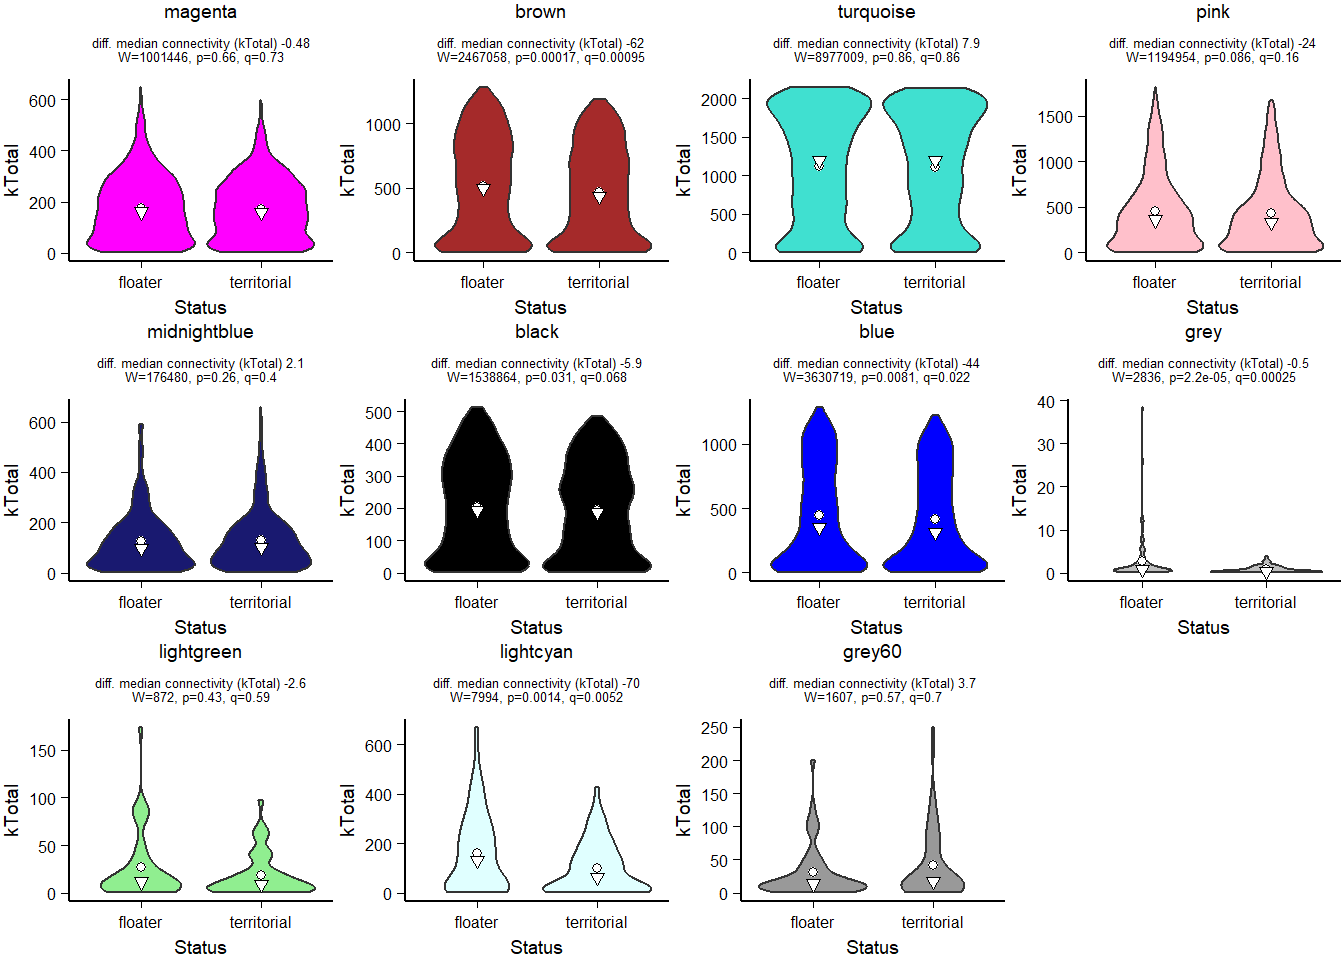 magenta
diff. median connectivity (kTotal) -0.48
W=1001446, p=0.66, q=0.73
kTotal
600
400
200
0
floater territorial
Status
brown
diff. median connectivity (kTotal) -62
W=2467058, p=0.00017, q=0.00095
kTotal
1000
500
0
floater territorial
Status
turquoise
diff. median connectivity (kTotal) 7.9
W=8977009, p=0.86, q=0.86
kTotal
2000
1500
1000
500
0
floater territorial
Status
pink
diff. median connectivity (kTotal) -24
W=1194954, p=0.086, q=0.16
kTotal
1500
1000
500
0
floater territorial
Status
midnightblue
diff. median connectivity (kTotal) 2.1
W=176480, p=0.26, q=0.4
kTotal
600
400
200
0
floater territorial
Status
black
diff. median connectivity (kTotal) -5.9
W=1538864, p=0.031, q=0.068
kTotal
500
400
300
200
100
0
floater territorial
Status
blue
diff. median connectivity (kTotal) -44
W=3630719, p=0.0081, q=0.022
kTotal
1000
500
0
floater territorial
Status
grey
diff. median connectivity (kTotal) -0.5
W=2836, p=2.2e-05, q=0.00025
kTotal
40
30
20
10
0
floater territorial
Status
lightgreen
diff. median connectivity (kTotal) -2.6
W=872, p=0.43, q=0.59
kTotal
150
100
50
0
floater territorial
Status
lightcyan
diff. median connectivity (kTotal) -70
W=7994, p=0.0014, q=0.0052
kTotal
600
400
200
0
floater territorial
Status
grey60
diff. median connectivity (kTotal) 3.7
W=1607, p=0.57, q=0.7
kTotal
250
200
150
100
50
0
floater territorial
Status